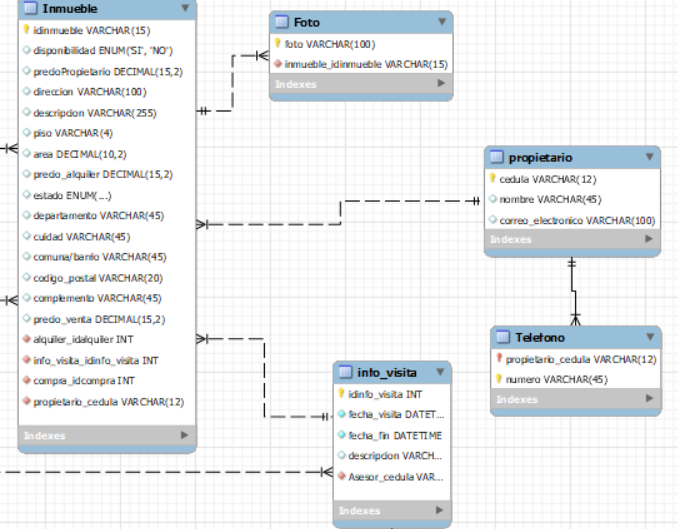 Inmueble
idinmueble VARCHAR(15)
disponibilidad ENUM('SI', 'NO')
precioPropietario DECIMAL(15,2)
direccion VARCHAR(100)
descripcion VARCHAR(255)
piso VARCHAR(4)
area DECIMAL(10,2)
precio_alquiler DECIMAL(15,2)
estado ENUM(...)
departamento VARCHAR(45)
cuidad VARCHAR(45)
comuna/barrio VARCHAR(45)
codigo_postal VARCHAR(20)
complemento VARCHAR(45)
precio_venta DECIMAL(15,2)
alquiler_idalquiler INT
info_visita_idinfo_visita INT
compra_idcompra INT
propietario_cedula VARCHAR(12)
Indexes
Foto
foto VARCHAR(100)
inmueble_idinmueble VARCHAR(15)
Indexes
propietario
cedula VARCHAR(12)
nombre VARCHAR(45)
correo_electronico VARCHAR(100)
Indexes
Telefono
propietario_cedula VARCHAR(12)
numero VARCHAR(45)
Indexes
info_visita
idinfo_visita INT
fecha_visita DATET...
fecha_fin DATETIME
descripcion VARCH...
Asesor_cedula VAR...
Indexes